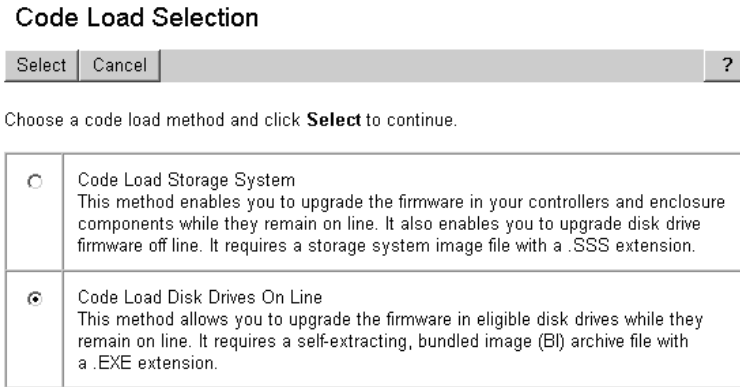 Code Load Selection
Select Cancel ?
Choose a code load method and click Select to continue.
Code Load Storage System
This method enables you to upgrade the firmware in your controllers and enclosure
components while they remain on line. It also enables you to upgrade disk drive
firmware off line. It requires a storage system image file with a .SSS extension.
Code Load Disk Drives On Line
This method allows you to upgrade the firmware in eligible disk drives while they
remain on line. It requires a self-extracting, bundled image (BI) archive file with
a .EXE extension.